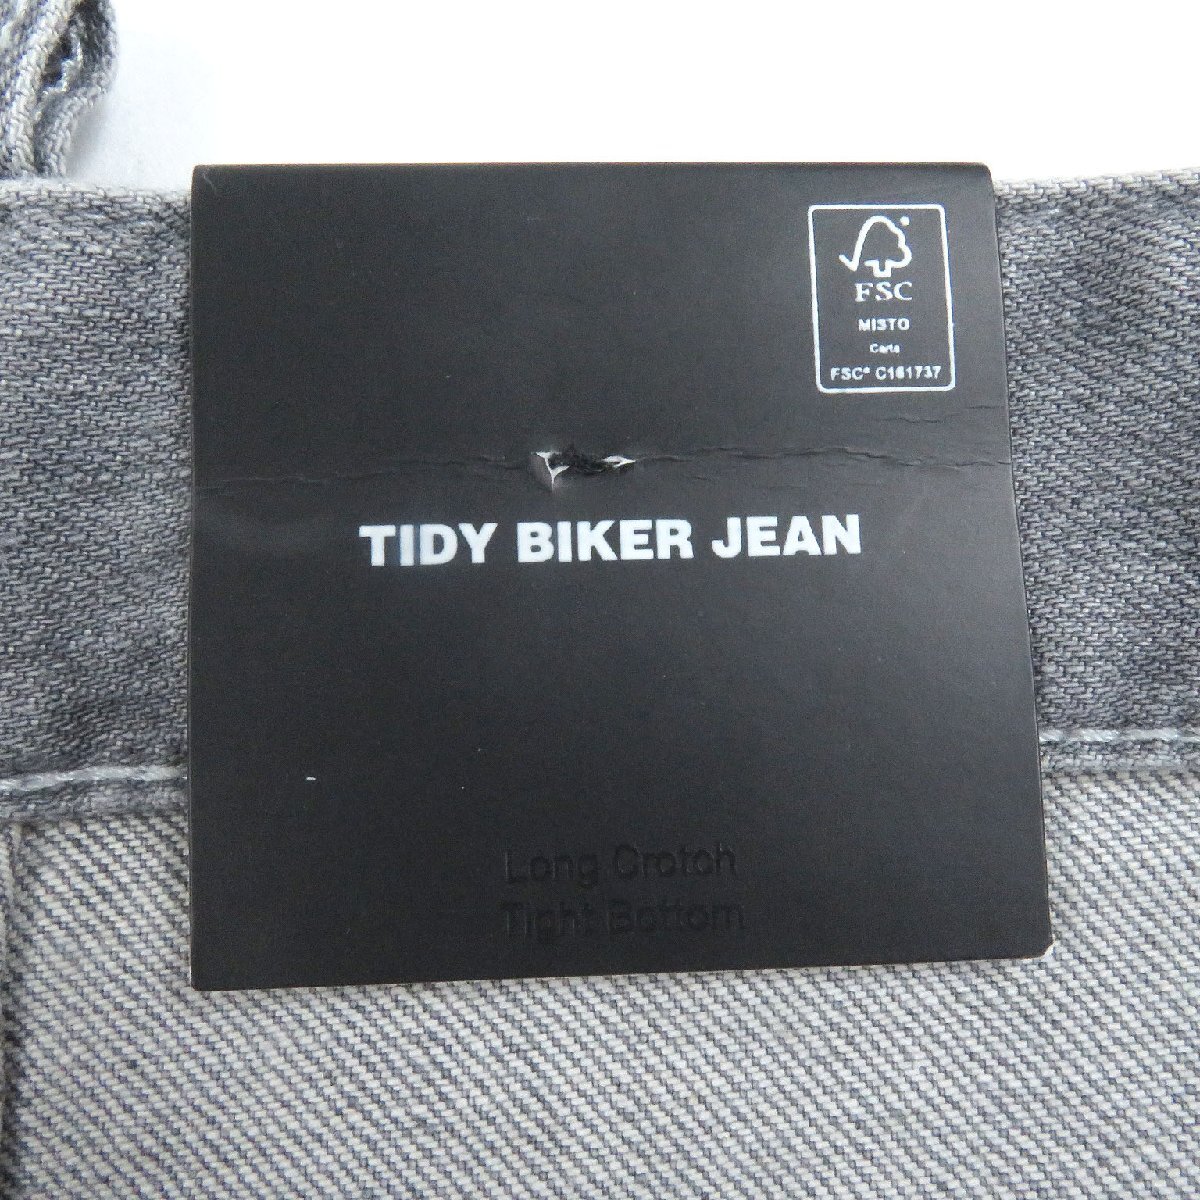 FSC
MISTO
Carta
FSC® C161737
TIDY BIKER JEAN
Long Crotch
Tight Bottom